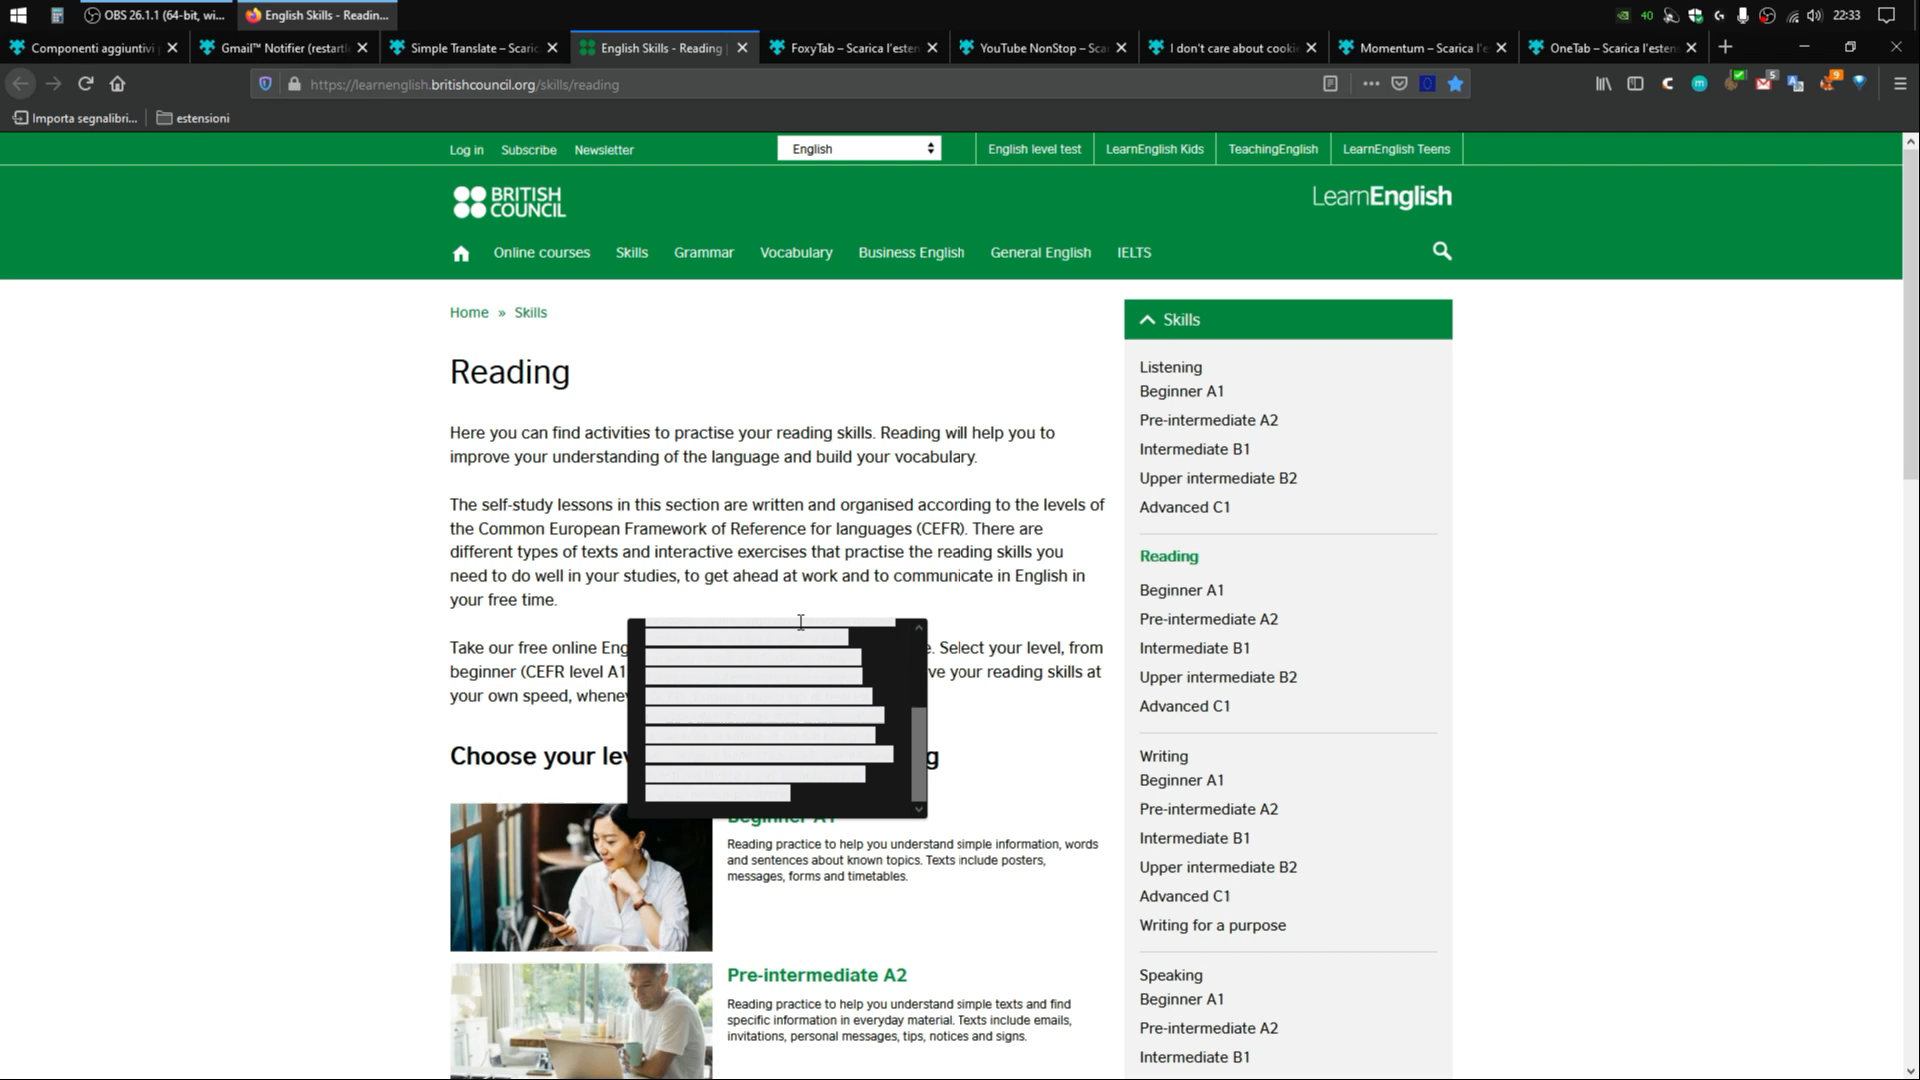 OBS 26.1.1 (64-bit, wi...
English Skills - Readin...
40
22:33
Componenti aggiuntivi
Gmail™ Notifier (restartl
Simple Translate – Scaric
English Skills - Reading
FoxyTab – Scarica l'esten
YouTube NonStop – Sca
I don't care about cooki
Momentum – Scarica l'e
OneTab – Scarica l'esten
https://learnenglish.britishcouncil.org/skills/reading
5
9
Importa segnalibri...
estensioni
Log in
Subscribe
Newsletter
English
English level test
LearnEnglish Kids
TeachingEnglish
LearnEnglish Teens
BRITISH
COUNCIL
LearnEnglish
Online courses
Skills
Grammar
Vocabulary
Business English
General English
IELTS
Home » Skills
Reading
Here you can find activities to practise your reading skills. Reading will help you to
improve your understanding of the language and build your vocabulary.
The self-study lessons in this section are written and organised according to the levels of
the Common European Framework of Reference for languages (CEFR). There are
different types of texts and interactive exercises that practise the reading skills you
need to do well in your studies, to get ahead at work and to communicate in English in
your free time.
Take our free online Eng e. Select your level, from
beginner (CEFR level A1 ve your reading skills at
your own speed, whenev
Choose your lev g
Beginner A1
Reading practice to help you understand simple information, words
and sentences about known topics. Texts include posters,
messages, forms and timetables.
Pre-intermediate A2
Reading practice to help you understand simple texts and find
specific information in everyday material. Texts include emails,
invitations, personal messages, tips, notices and signs.
Skills
Listening
Beginner A1
Pre-intermediate A2
Intermediate B1
Upper intermediate B2
Advanced C1
Reading
Beginner A1
Pre-intermediate A2
Intermediate B1
Upper intermediate B2
Advanced C1
Writing
Beginner A1
Pre-intermediate A2
Intermediate B1
Upper intermediate B2
Advanced C1
Writing for a purpose
Speaking
Beginner A1
Pre-intermediate A2
Intermediate B1